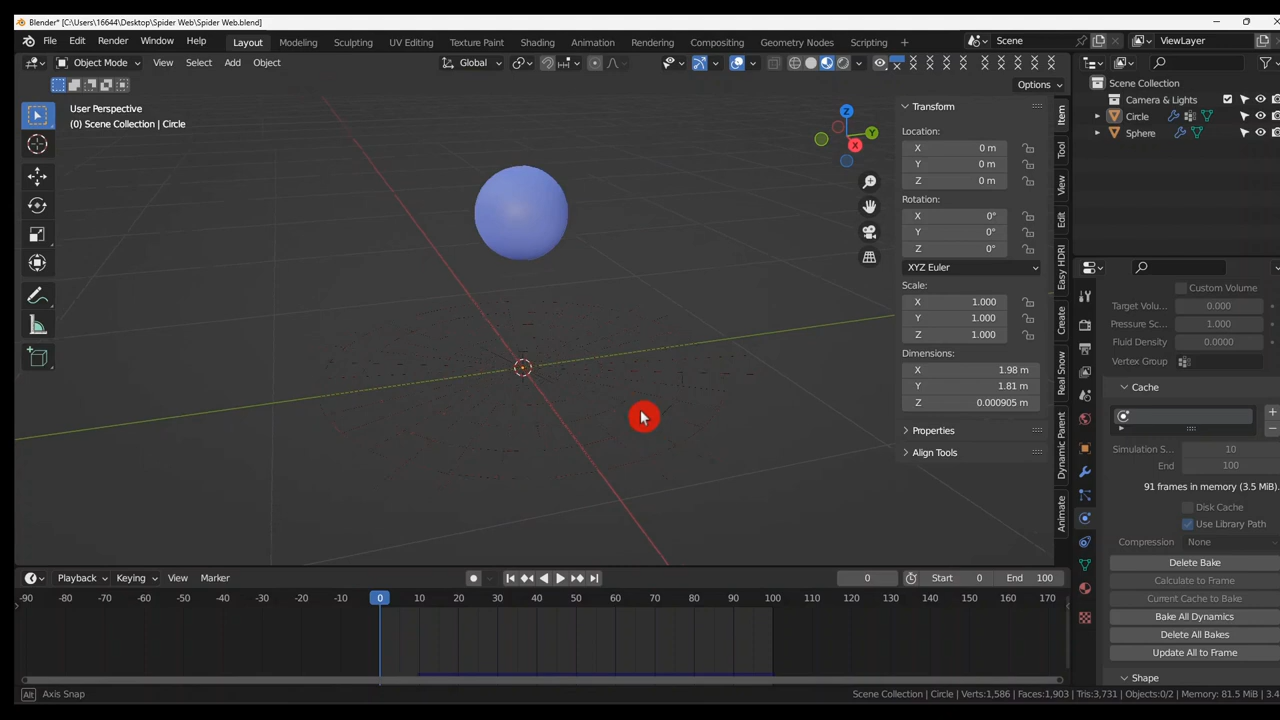 Blender* [C:\Users\16644\Desktop\Spider Web\Spider Web.blend]
File Edit Render Window Help Layout Modeling Sculpting UV Editing Texture Paint Shading Animation Rendering Compositing Geometry Nodes Scripting + Scene ViewLayer
Object Mode View Select Add Object Global
Options
User Perspective
(0) Scene Collection | Circle
Z
Y
X
Transform
Location:
X 0 m
Y 0 m
Z 0 m
Rotation:
X 0°
Y 0°
Z 0°
XYZ Euler
Scale:
X 1.000
Y 1.000
Z 1.000
Dimensions:
X 1.98 m
Y 1.81 m
Z 0.000905 m
Properties
Align Tools
Item
Tool
View
Edit
Easy HDRI
Create
Real Snow
Dynamic Parent
Animate
Scene Collection
Camera & Lights
Circle
Sphere
Custom Volume
Target Volu... 0.000
Pressure Sc... 1.000
Fluid Density 0.0000
Vertex Group
Cache
Simulation S... 10
End 100
91 frames in memory (3.5 MiB).
Disk Cache
Use Library Path
Compression None
Delete Bake
Calculate to Frame
Current Cache to Bake
Bake All Dynamics
Delete All Bakes
Update All to Frame
Shape
Playback Keying View Marker 0 Start 0 End 100
-90 -80 -70 -60 -50 -40 -30 -20 -10 0 10 20 30 40 50 60 70 80 90 100 110 120 130 140 150 160 170
Alt Axis Snap
Scene Collection | Circle | Verts:1,586 | Faces:1,903 | Tris:3,731 | Objects:0/2 | Memory: 81.5 MiB | 3.4